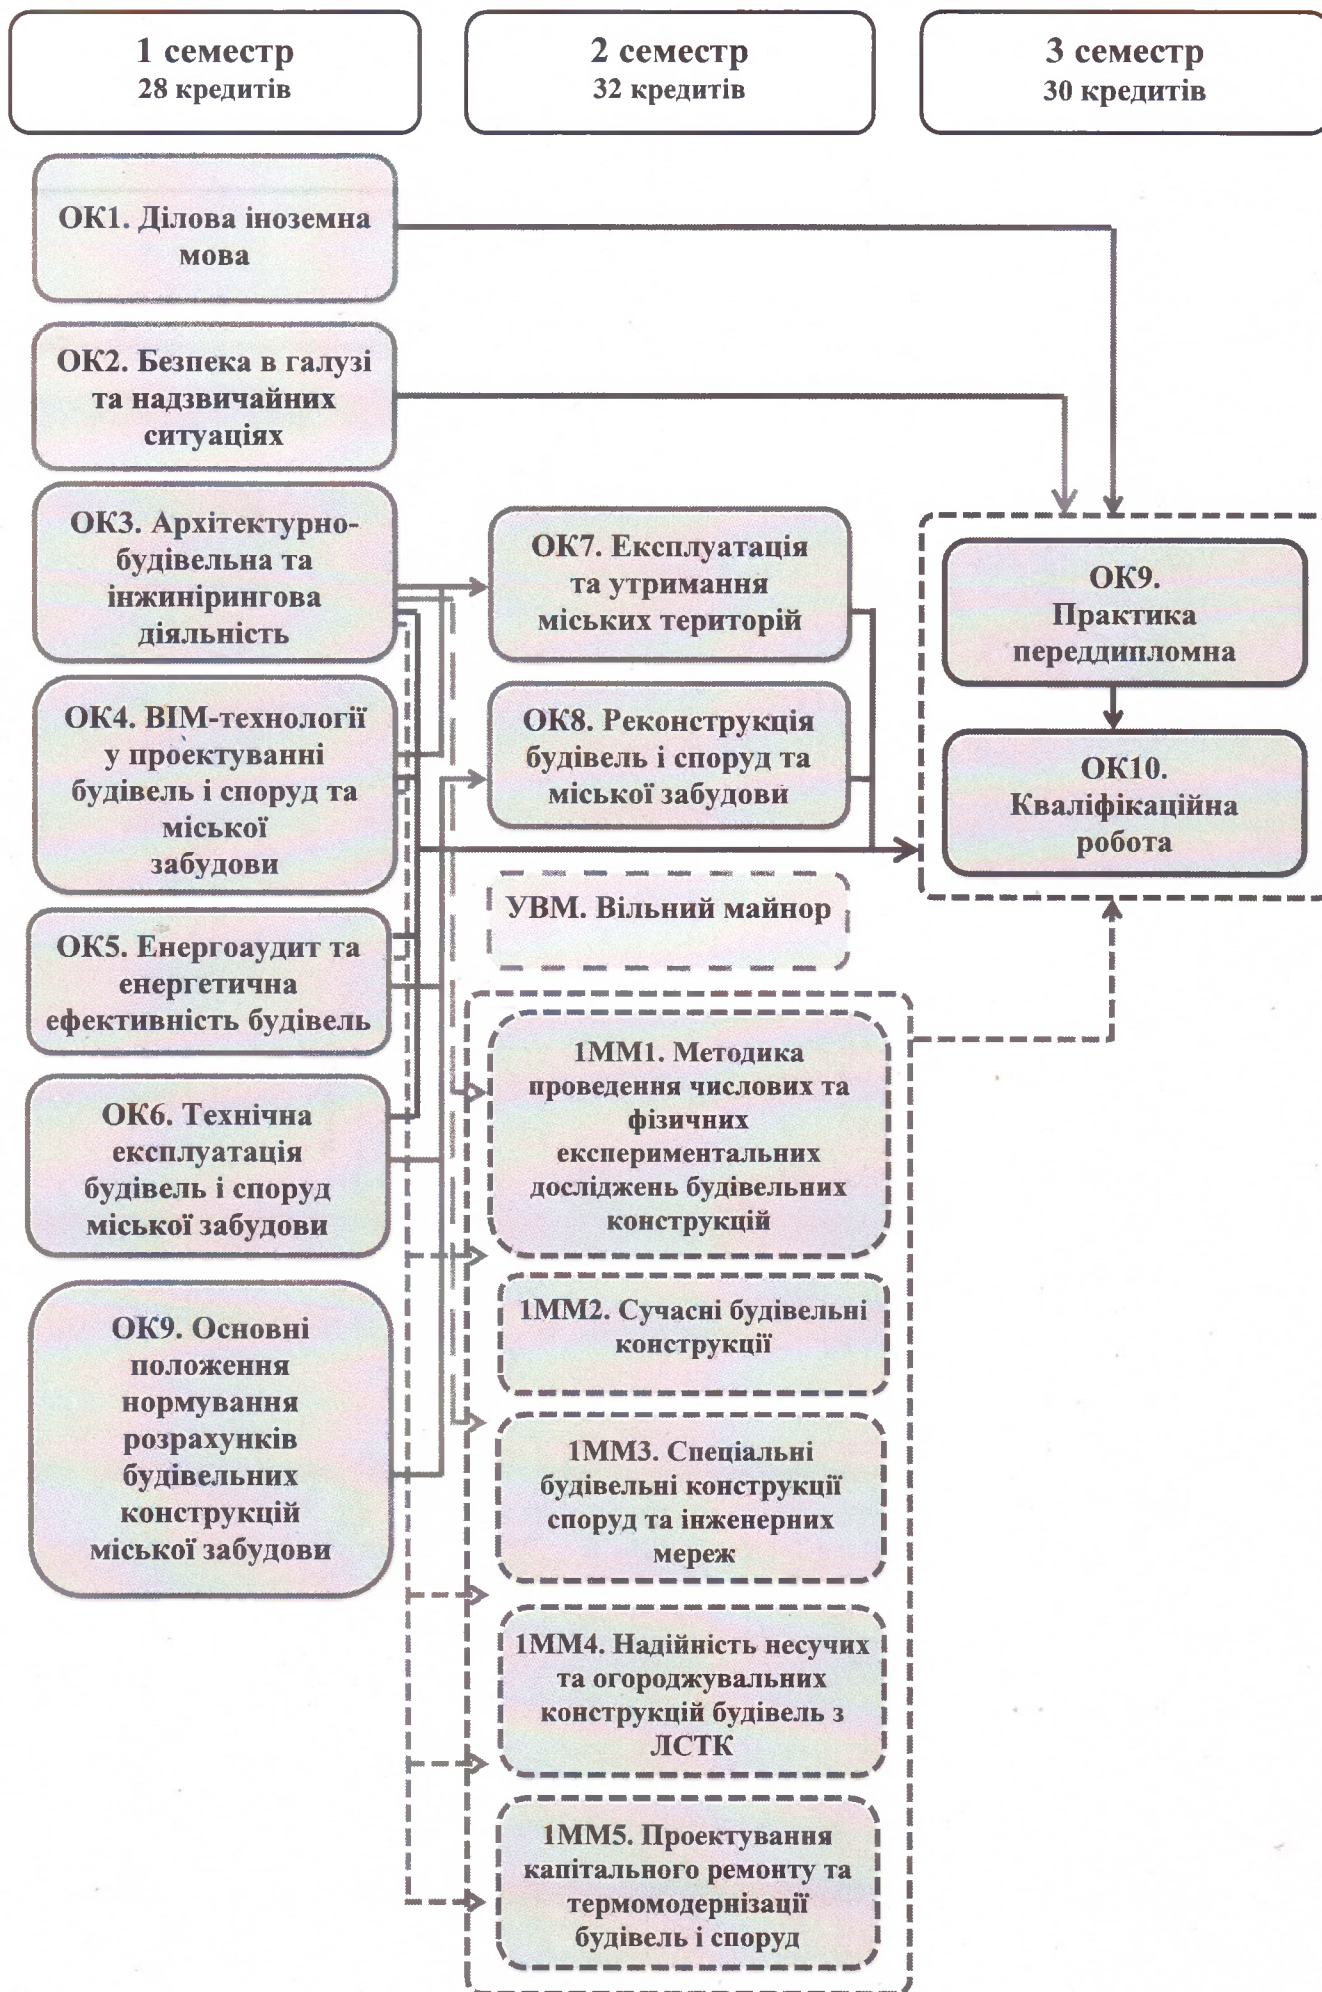 1 семестр
28 кредитів
2 семестр
32 кредитів
3 семестр
30 кредитів
ОК1. Ділова іноземна
мова
ОК2. Безпека в галузі
та надзвичайних
ситуаціях
ОК3. Архітектурно-
будівельна та
інжинірингова
діяльність
ОК4. BIM-технології
у проектуванні
будівель і споруд та
міської
забудови
ОК5. Енергоаудит та
енергетична
ефективність будівель
ОК6. Технічна
експлуатація
будівель і споруд
міської забудови
ОК9. Основні
положення
нормування
розрахунків
будівельних
конструкцій
міської забудови
ОК7. Експлуатація
та утримання
міських територій
ОК8. Реконструкція
будівель і споруд та
міської забудови
УВМ. Вільний майнор
1ММ1. Методика
проведення числових та
фізичних
експериментальних
досліджень будівельних
конструкцій
1ММ2. Сучасні будівельні
конструкції
1ММ3. Спеціальні
будівельні конструкції
споруд та інженерних
мереж
1ММ4. Надійність несучих
та огороджувальних
конструкцій будівель з
ЛСТК
1ММ5. Проектування
капітального ремонту та
термомодернізації
будівель і споруд
ОК9.
Практика
переддипломна
ОК10.
Кваліфікаційна
робота